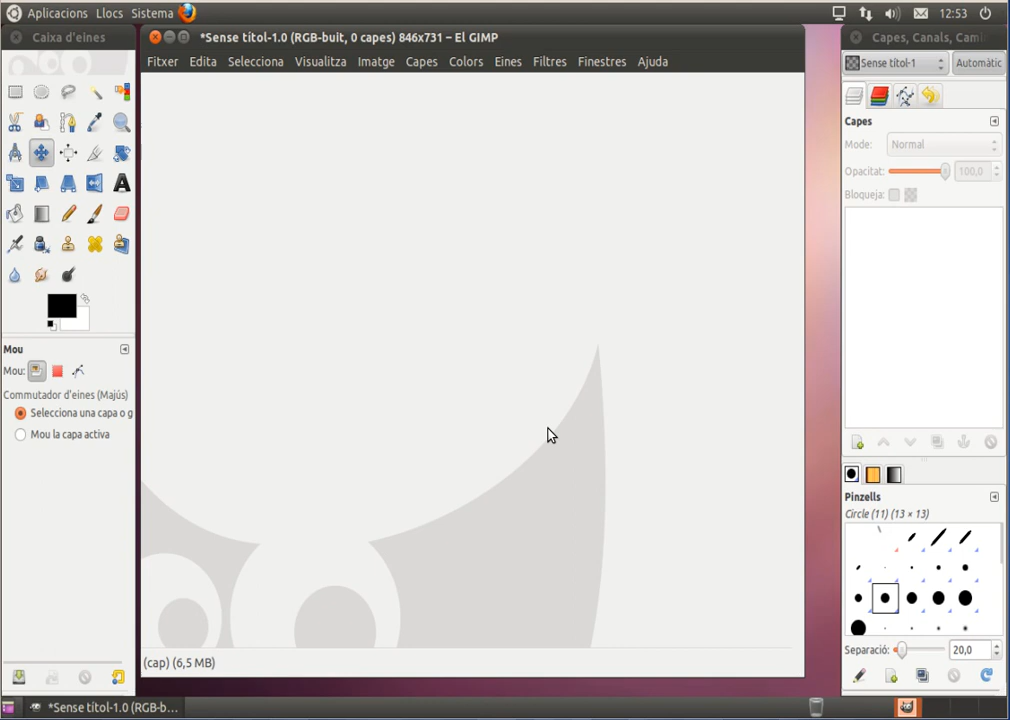 Aplicacions Llocs Sistema 12:53
Caixa d'eines
*Sense títol-1.0 (RGB-buit, 0 capes) 846x731 – El GIMP
Capes, Canals, Cami
Fitxer Edita Selecciona Visualitza Imatge Capes Colors Eines Filtres Finestres Ajuda
Sense títol-1 Automàtic
Capes
Mode: Normal
Opacitat: 100,0
Bloqueja:
Mou
Mou:
Commutador d'eines (Majús)
Selecciona una capa o g
Mou la capa activa
Pinzells
Circle (11) (13 × 13)
Separació: 20,0
(cap) (6,5 MB)
*Sense títol-1.0 (RGB-b...